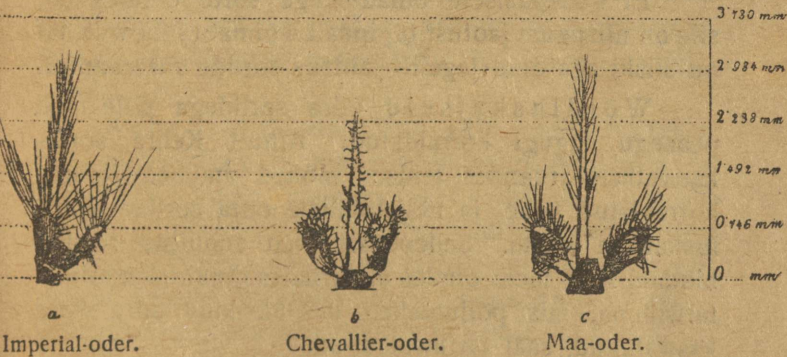 3'730 mm
2'984 mm
2'238 mm
1'492 mm
0'746 mm
0 mm
a b c
Imperial-oder. Chevallier-oder. Maa-oder.